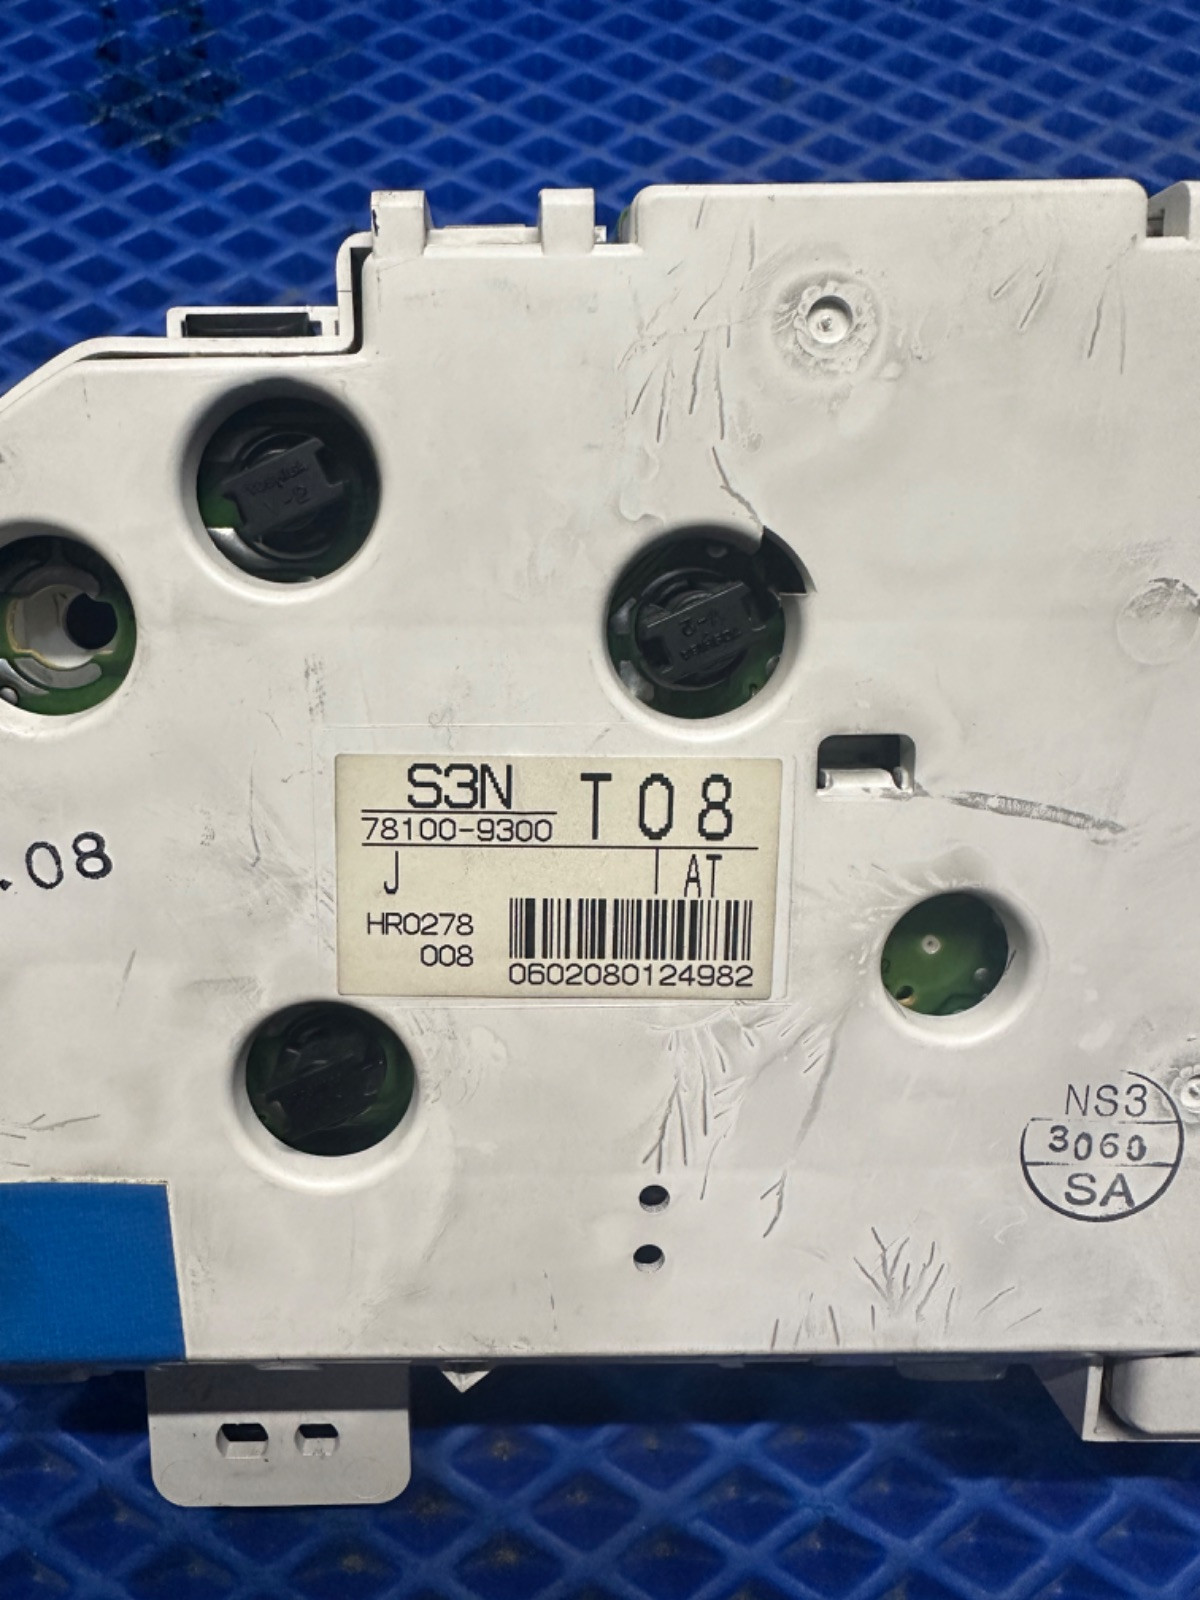 S3N T08
78100-9300
J AT
HR0278
008
0602080124982
.08
NS3
3060
SA